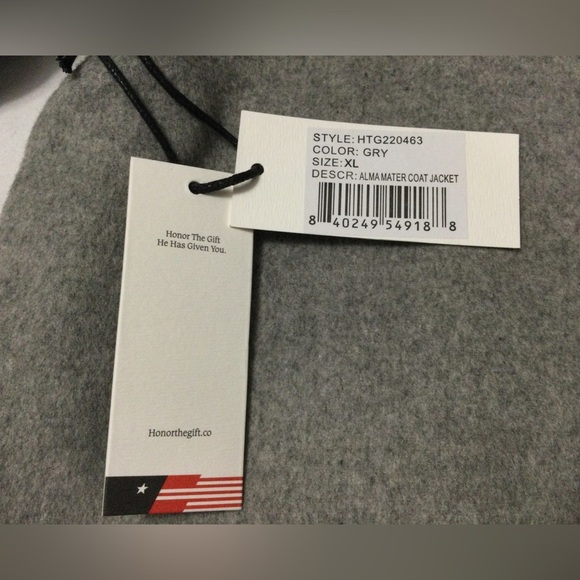 STYLE: HTG220463
COLOR: GRY
SIZE: XL
DESCR: ALMA MATER COAT JACKET
8 40249 54918 8
Honor The Gift
He Has Given You.
Honorthegift.co